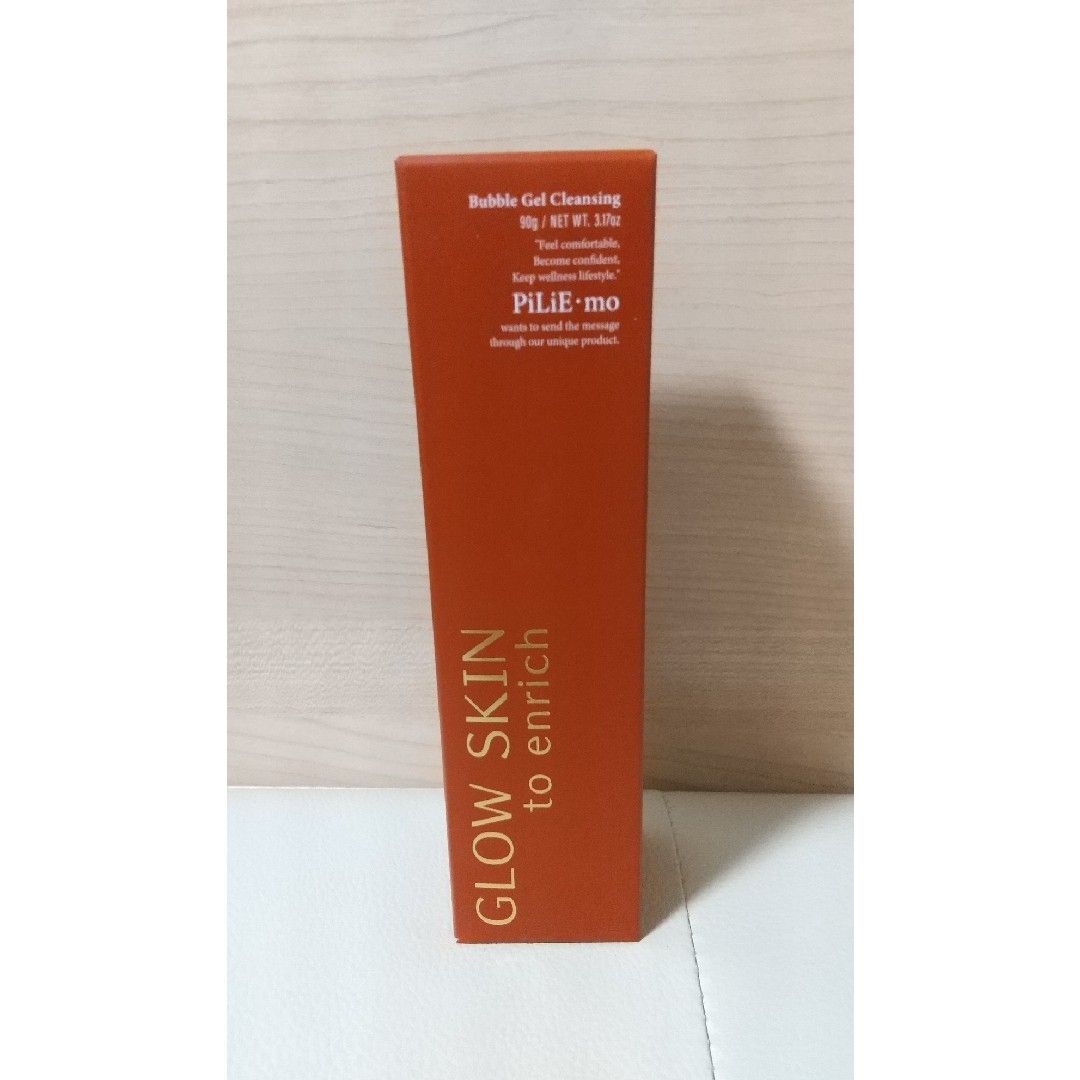 Bubble Gel Cleansing
90g / NET WT. 3.17oz
"Feel comfortable,
Become confident,
Keep wellness lifestyle."
PiLiE·mo
wants to send the message
through our unique product.
GLOW SKIN
to enrich